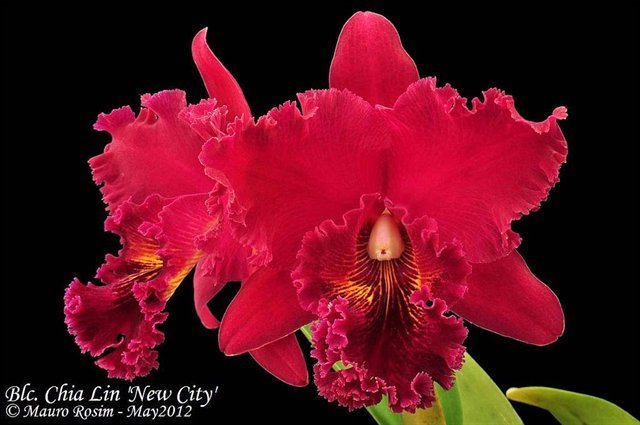 Blc. Chia Lin 'New City'
© Mauro Rosim - May2012